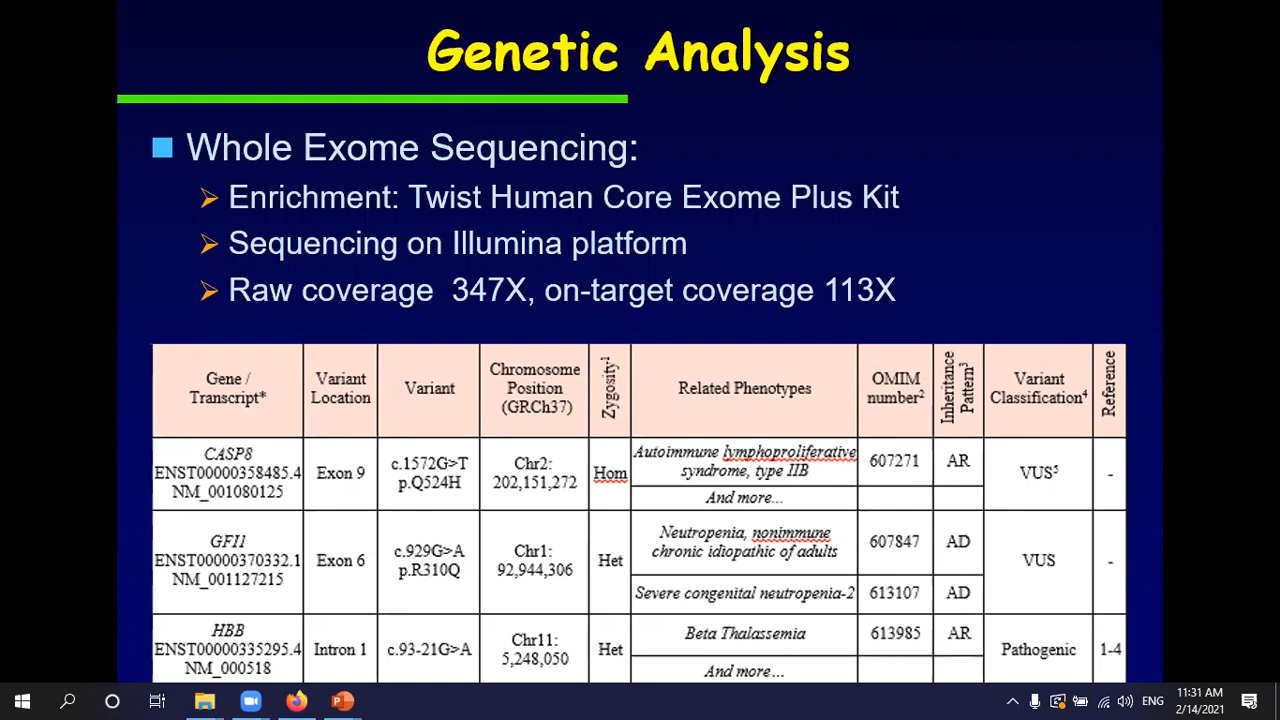 Genetic Analysis
Whole Exome Sequencing:
Enrichment: Twist Human Core Exome Plus Kit
Sequencing on Illumina platform
Raw coverage 347X, on-target coverage 113X
Gene / Transcript* Variant Location Variant Chromosome Position (GRCh37) Zygosity¹ Related Phenotypes OMIM number² Inheritance Pattern³ Variant Classification⁴ Reference
CASP8 ENST00000358485.4 NM_001080125 Exon 9 c.1572G>T p.Q524H Chr2: 202,151,272 Hom Autoimmune lymphoproliferative syndrome, type IIB 607271 AR VUS⁵ -
And more...
GFI1 ENST00000370332.1 NM_001127215 Exon 6 c.929G>A p.R310Q Chr1: 92,944,306 Het Neutropenia, nonimmune chronic idiopathic of adults 607847 AD VUS -
Severe congenital neutropenia-2 613107 AD
HBB ENST00000335295.4 NM_000518 Intron 1 c.93-21G>A Chr11: 5,248,050 Het Beta Thalassemia 613985 AR Pathogenic 1-4
And more...
ENG
11:31 AM
2/14/2021